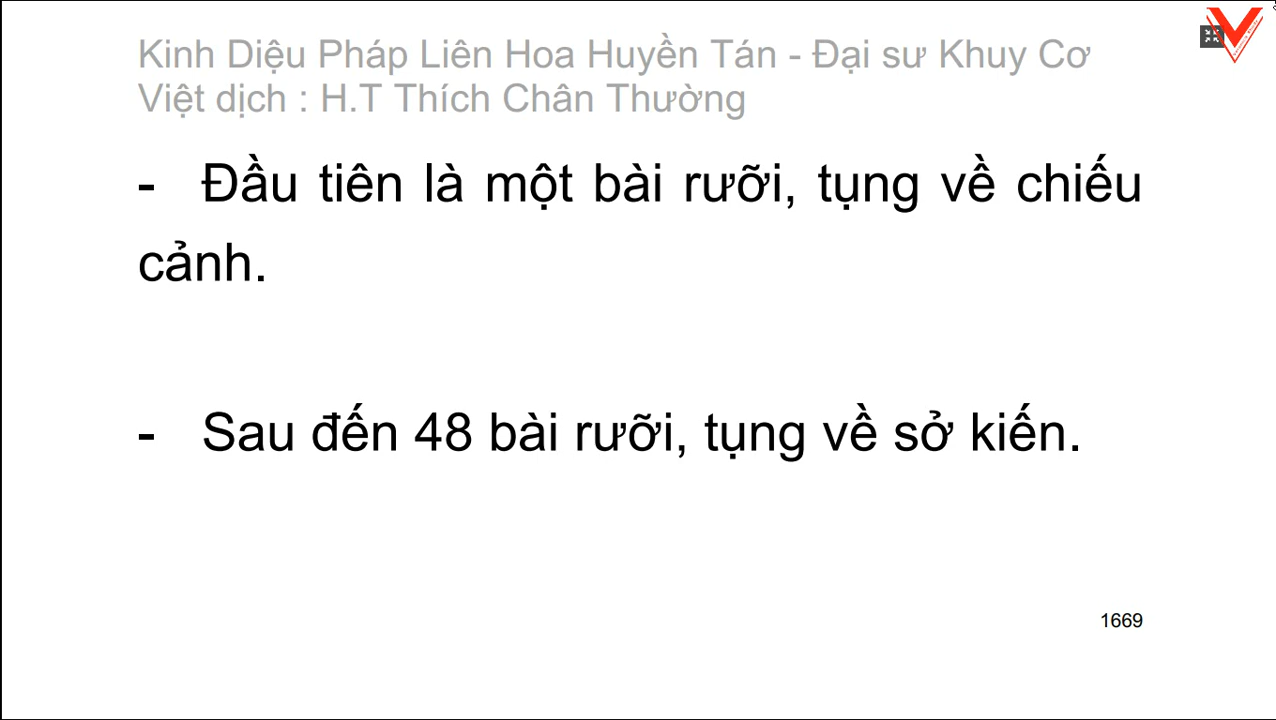 Kinh Diệu Pháp Liên Hoa Huyền Tán - Đại sư Khuy Cơ
Việt dịch : H.T Thích Chân Thường
- Đầu tiên là một bài rưỡi, tụng về chiếu
cảnh.
- Sau đến 48 bài rưỡi, tụng về sở kiến.
1669